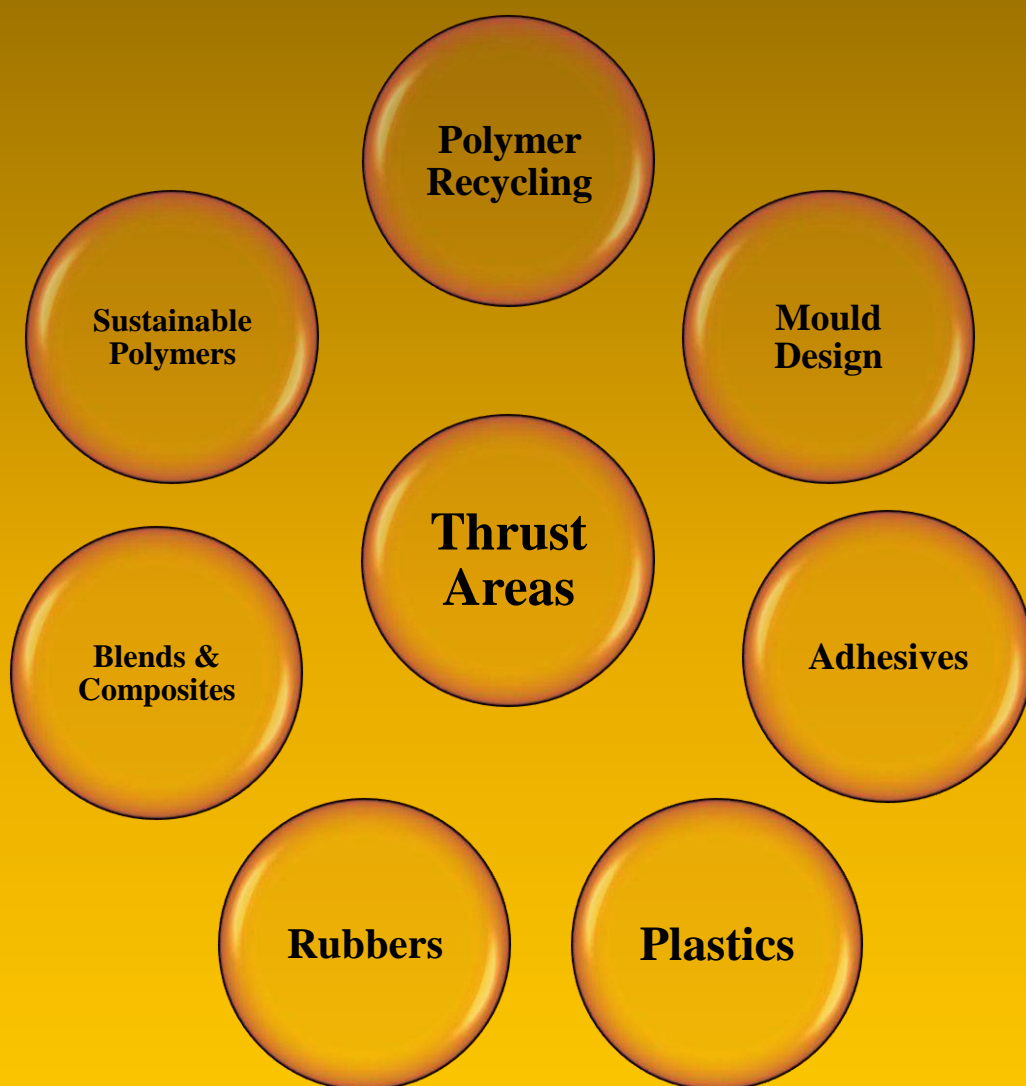 Polymer
Recycling
Sustainable
Polymers
Mould
Design
Thrust
Areas
Blends &
Composites
Adhesives
Rubbers
Plastics